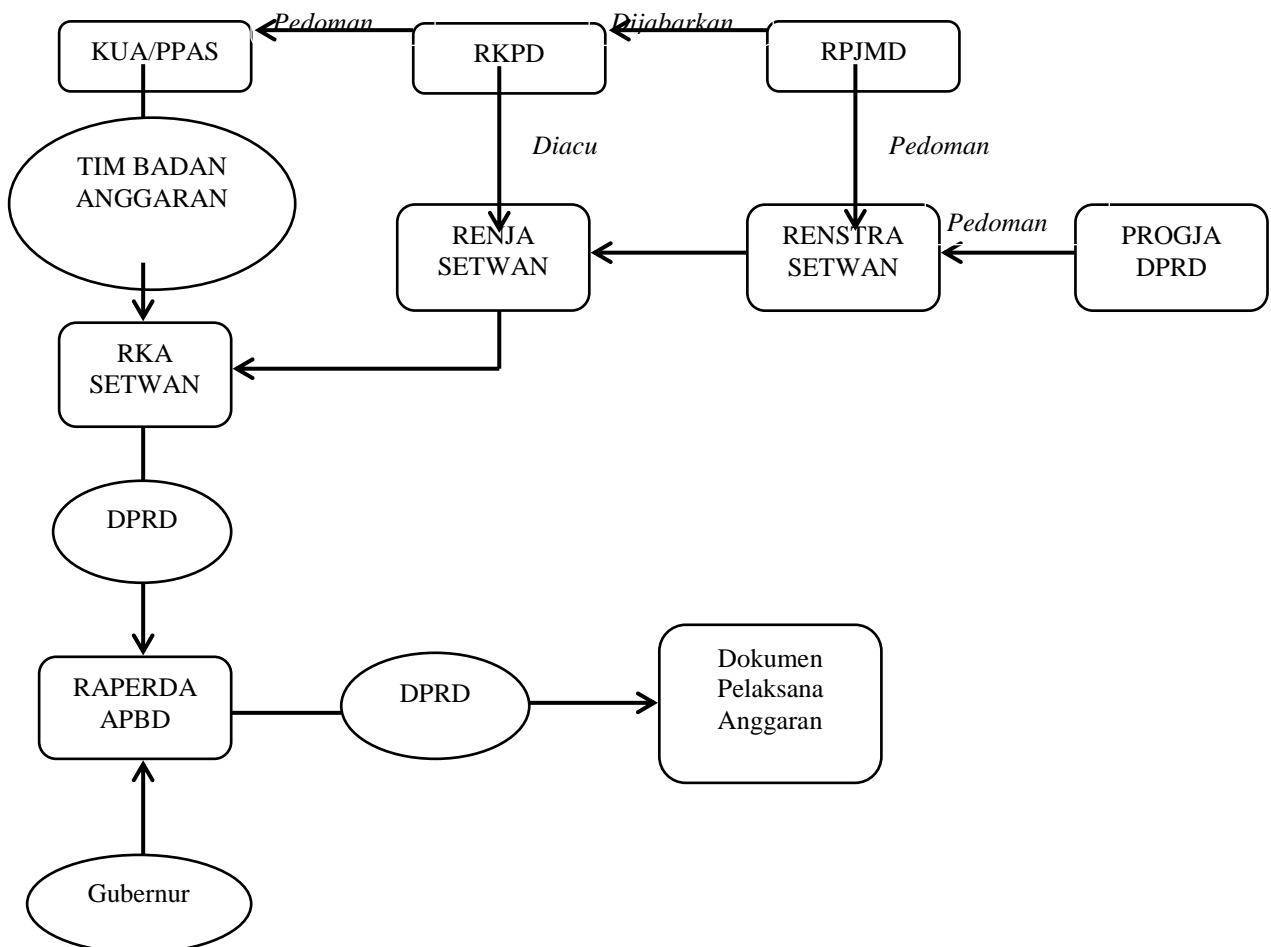 Pedoman
Dijabarkan
KUA/PPAS
RKPD
RPJMD
Diacu
Pedoman
TIM BADAN
ANGGARAN
RENJA
SETWAN
RENSTRA
SETWAN
Pedoman
PROGJA
DPRD
RKA
SETWAN
DPRD
RAPERDA
APBD
DPRD
Dokumen
Pelaksana
Anggaran
Gubernur